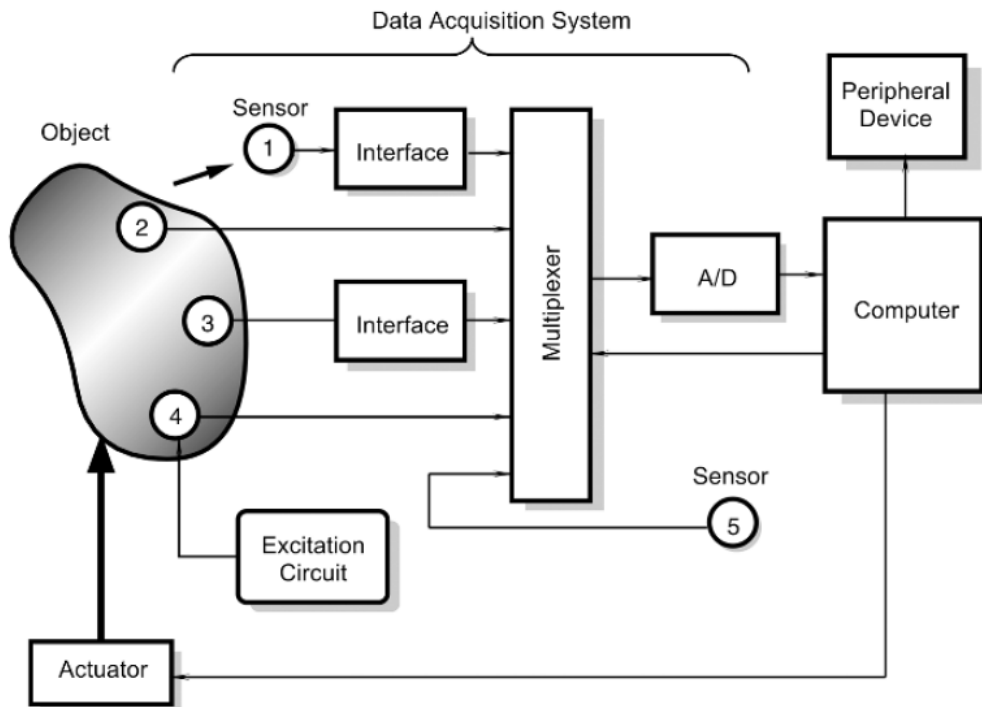 Data Acquisition System
Sensor
Object
Peripheral
Device
1
Interface
2
Multiplexer
A/D
Computer
3
Interface
4
Sensor
5
Excitation
Circuit
Actuator